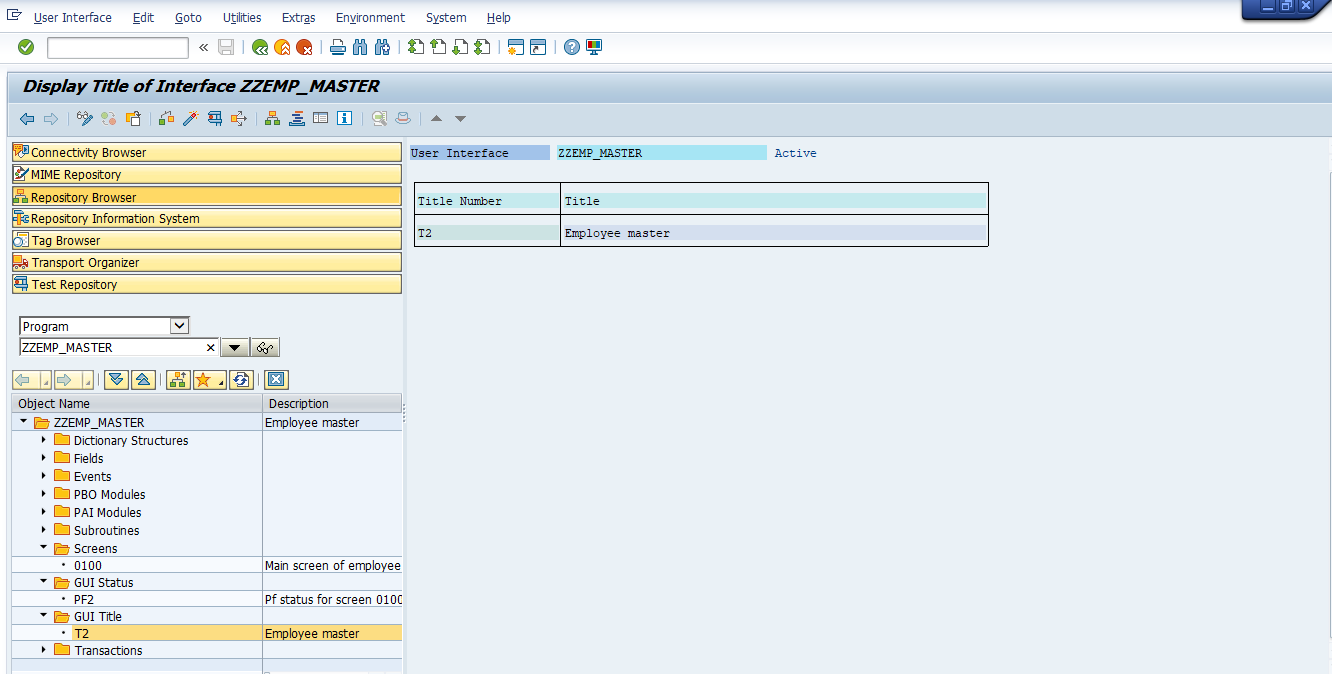 User Interface Edit Goto Utilities Extras Environment System Help
Display Title of Interface ZZEMP_MASTER
Connectivity Browser
MIME Repository
Repository Browser
Repository Information System
Tag Browser
Transport Organizer
Test Repository
Program
ZZEMP_MASTER
Object Name Description
ZZEMP_MASTER Employee master
Dictionary Structures
Fields
Events
PBO Modules
PAI Modules
Subroutines
Screens
0100 Main screen of employee
GUI Status
PF2 Pf status for screen 0100
GUI Title
T2 Employee master
Transactions
User Interface ZZEMP_MASTER Active
Title Number Title
T2 Employee master